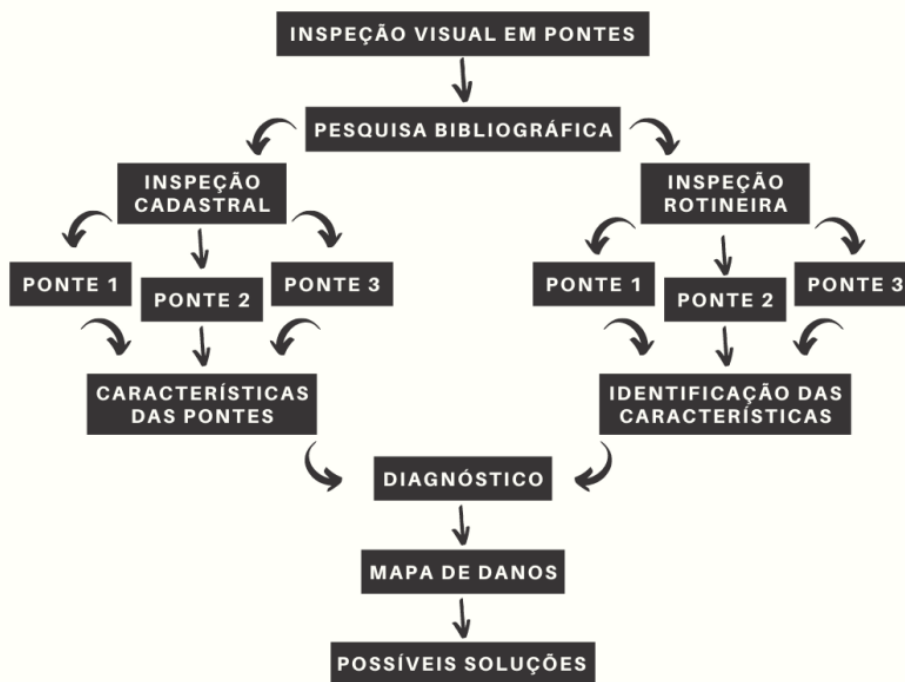 INSPEÇÃO VISUAL EM PONTES
PESQUISA BIBLIOGRÁFICA
INSPEÇÃO
CADASTRAL
INSPEÇÃO
ROTINEIRA
PONTE 1
PONTE 2
PONTE 3
PONTE 1
PONTE 2
PONTE 3
CARACTERÍSTICAS
DAS PONTES
IDENTIFICAÇÃO DAS
CARACTERÍSTICAS
DIAGNÓSTICO
MAPA DE DANOS
POSSÍVEIS SOLUÇÕES